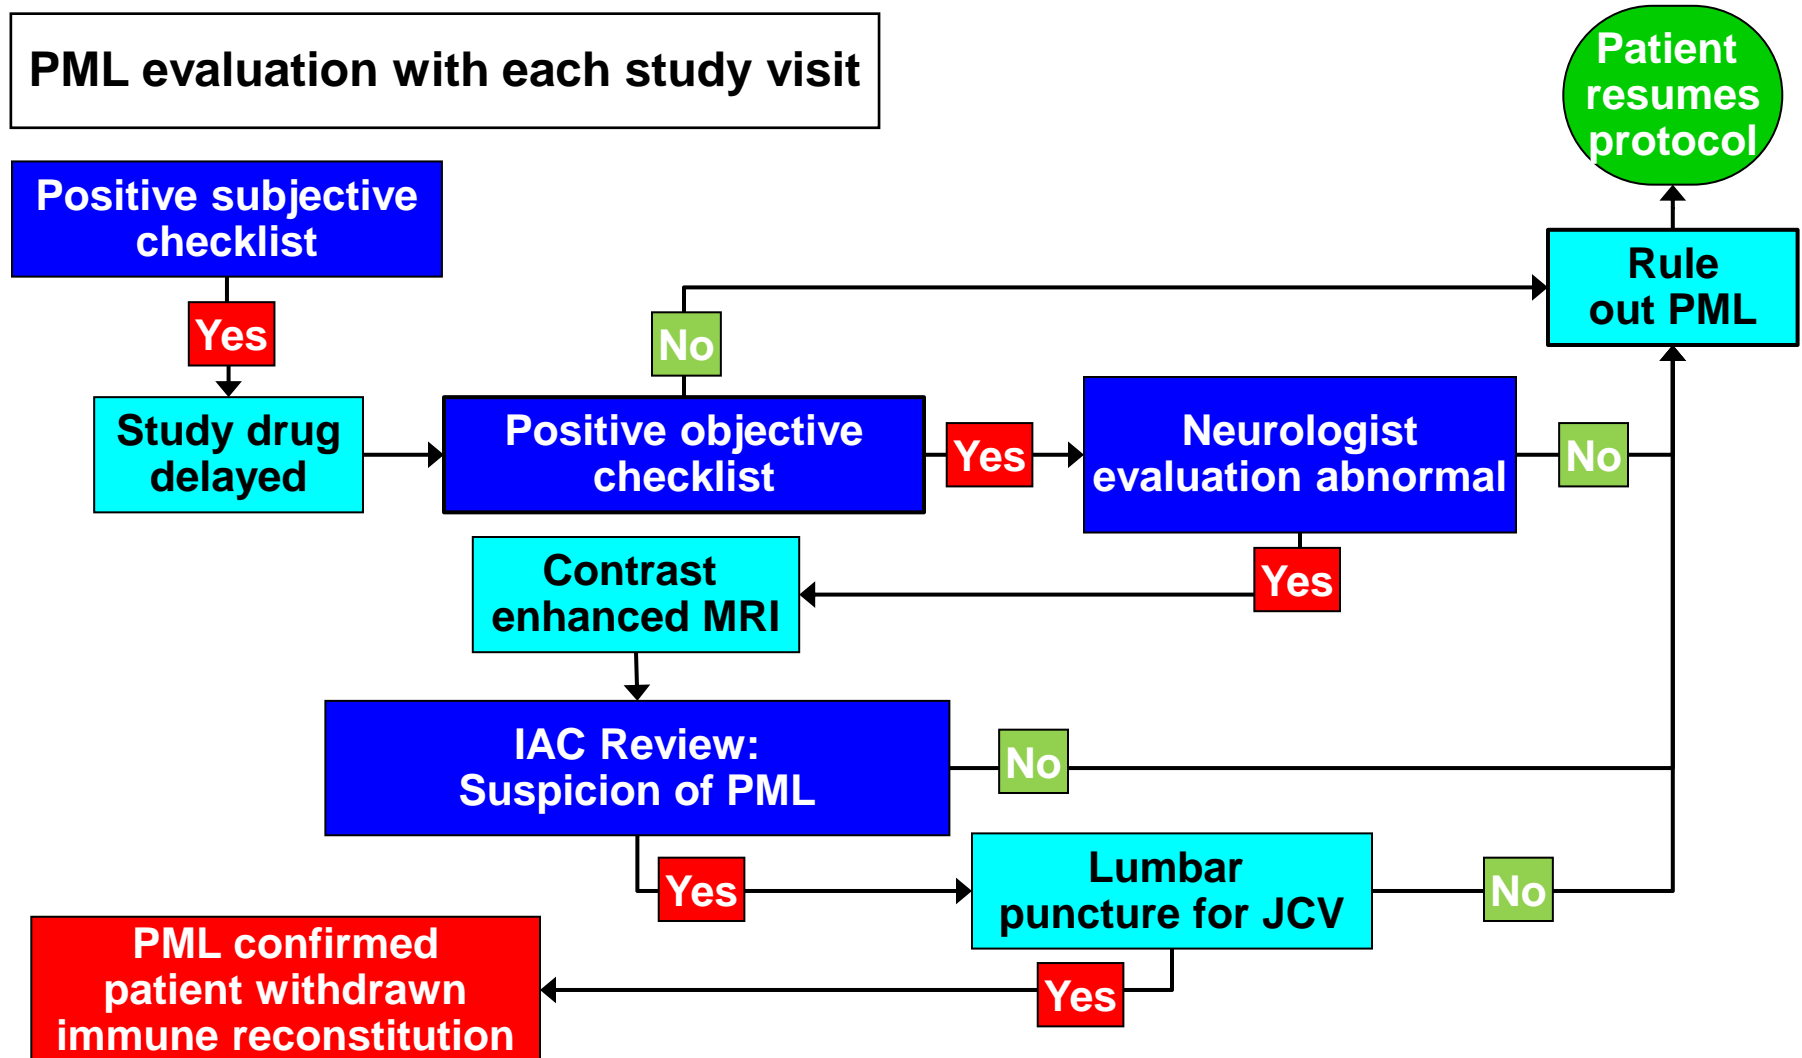 PML evaluation with each study visit
Patient
resumes
protocol
Positive subjective
checklist
Yes
Rule
out PML
No
Study drug
delayed
Positive objective
checklist
Yes
Neurologist
evaluation abnormal
No
Contrast
enhanced MRI
Yes
IAC Review:
Suspicion of PML
No
Yes
Lumbar
puncture for JCV
No
PML confirmed
patient withdrawn
immune reconstitution
Yes